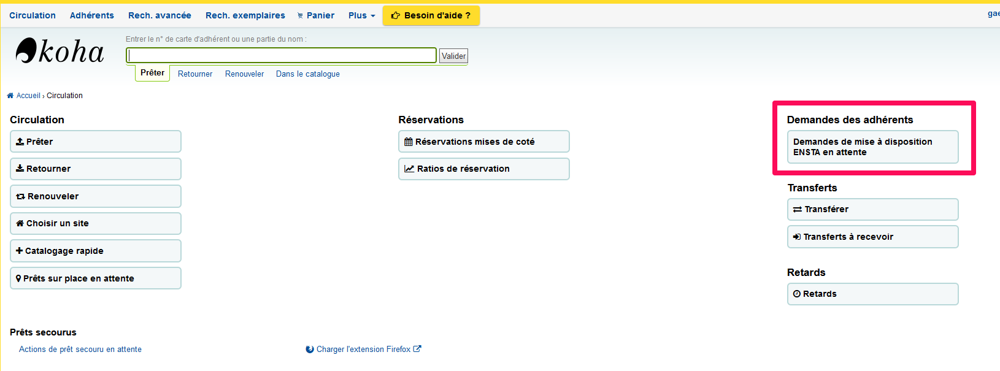 Circulation Adhérents Rech. avancée Rech. exemplaires Panier Plus Besoin d'aide ?
gae
koha
Entrer le n° de carte d'adhérent ou une partie du nom :
Valider
Prêter Retourner Renouveler Dans le catalogue
Accueil › Circulation
Circulation
Prêter
Retourner
Renouveler
Choisir un site
Catalogage rapide
Prêts sur place en attente
Réservations
Réservations mises de coté
Ratios de réservation
Demandes des adhérents
Demandes de mise à disposition
ENSTA en attente
Transferts
Transférer
Transferts à recevoir
Retards
Retards
Prêts secourus
Actions de prêt secouru en attente
Charger l'extension Firefox